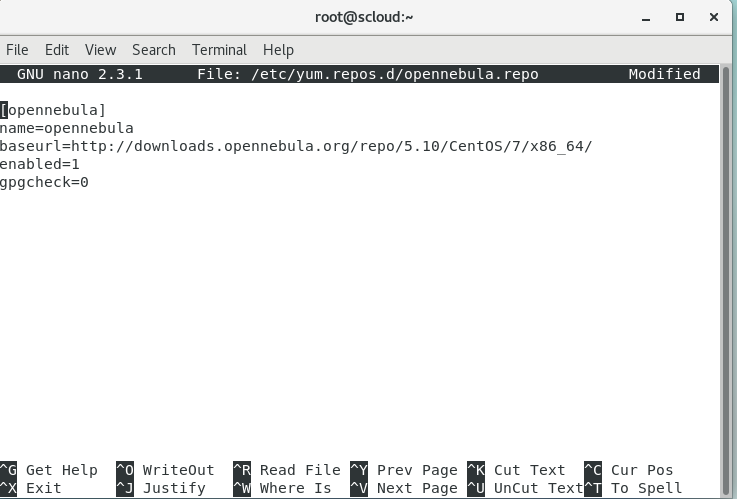 root@scloud:~
File Edit View Search Terminal Help
GNU nano 2.3.1 File: /etc/yum.repos.d/opennebula.repo Modified
[opennebula]
name=opennebula
baseurl=http://downloads.opennebula.org/repo/5.10/CentOS/7/x86_64/
enabled=1
gpgcheck=0
^G Get Help ^O WriteOut ^R Read File ^Y Prev Page ^K Cut Text ^C Cur Pos
^X Exit ^J Justify ^W Where Is ^V Next Page ^U UnCut Text^T To Spell